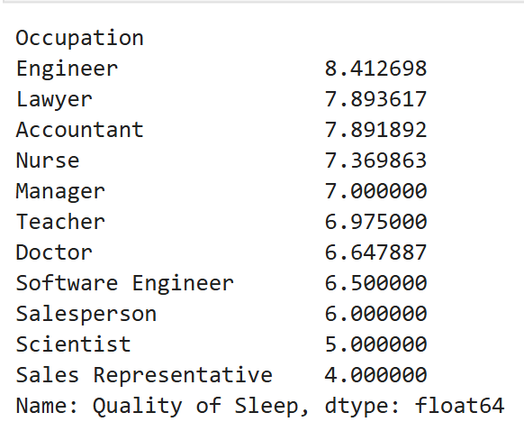 Occupation
Engineer 8.412698
Lawyer 7.893617
Accountant 7.891892
Nurse 7.369863
Manager 7.000000
Teacher 6.975000
Doctor 6.647887
Software Engineer 6.500000
Salesperson 6.000000
Scientist 5.000000
Sales Representative 4.000000
Name: Quality of Sleep, dtype: float64